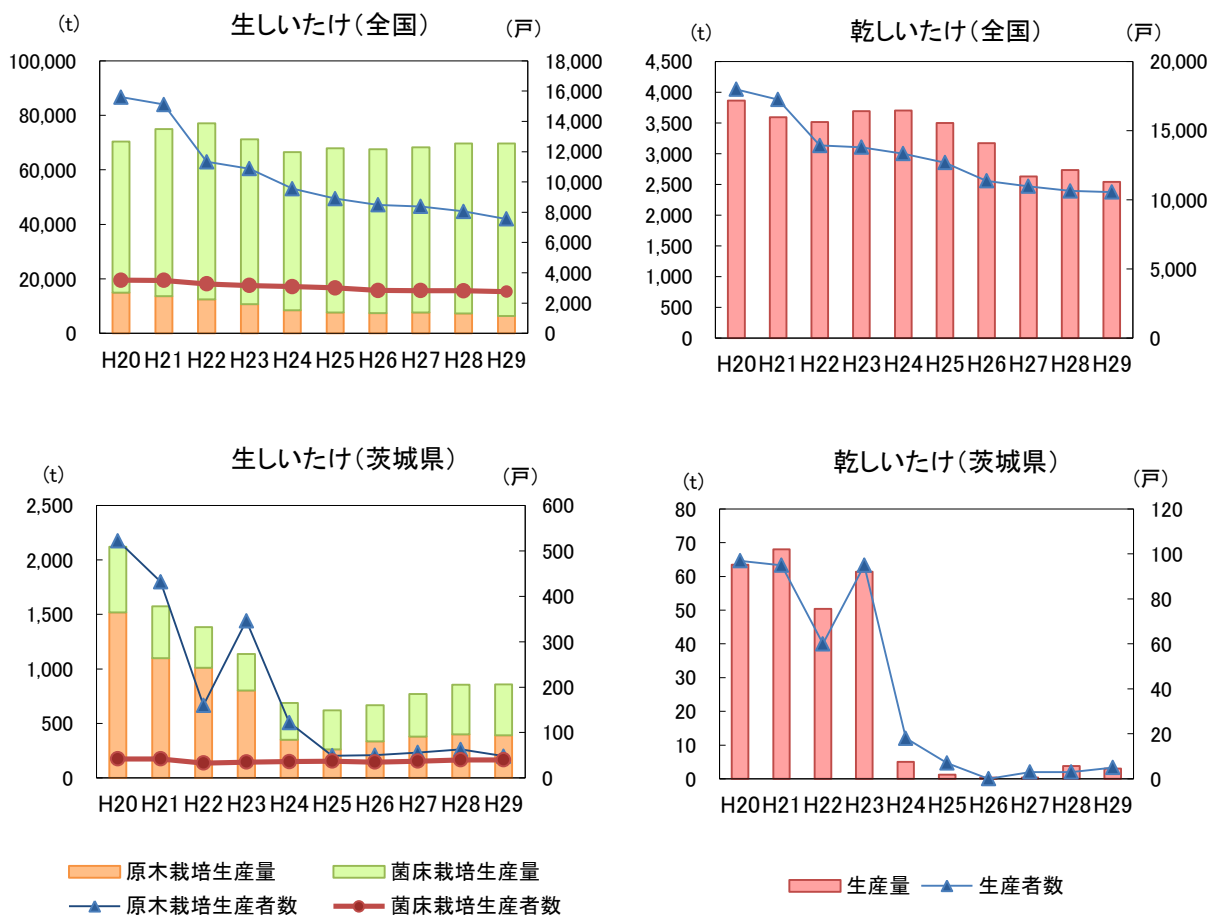 生しいたけ（全国）
(t)
(戸)
100,000
90,000
80,000
60,000
40,000
20,000
0
18,000
16,000
14,000
12,000
10,000
8,000
6,000
4,000
2,000
0
H20 H21 H22 H23 H24 H25 H26 H27 H28 H29
乾しいたけ（全国）
(t)
(戸)
4,500
4,000
3,500
3,000
2,500
2,000
1,500
1,000
500
0
20,000
15,000
10,000
5,000
0
H20 H21 H22 H23 H24 H25 H26 H27 H28 H29
生しいたけ（茨城県）
(t)
(戸)
2,500
2,000
1,500
1,000
500
0
600
500
400
300
200
100
0
H20 H21 H22 H23 H24 H25 H26 H27 H28 H29
乾しいたけ（茨城県）
(t)
(戸)
80
70
60
50
40
30
20
10
0
120
100
80
60
40
20
0
H20 H21 H22 H23 H24 H25 H26 H27 H28 H29
原木栽培生産量
菌床栽培生産量
原木栽培生産者数
菌床栽培生産者数
生産量
生産者数